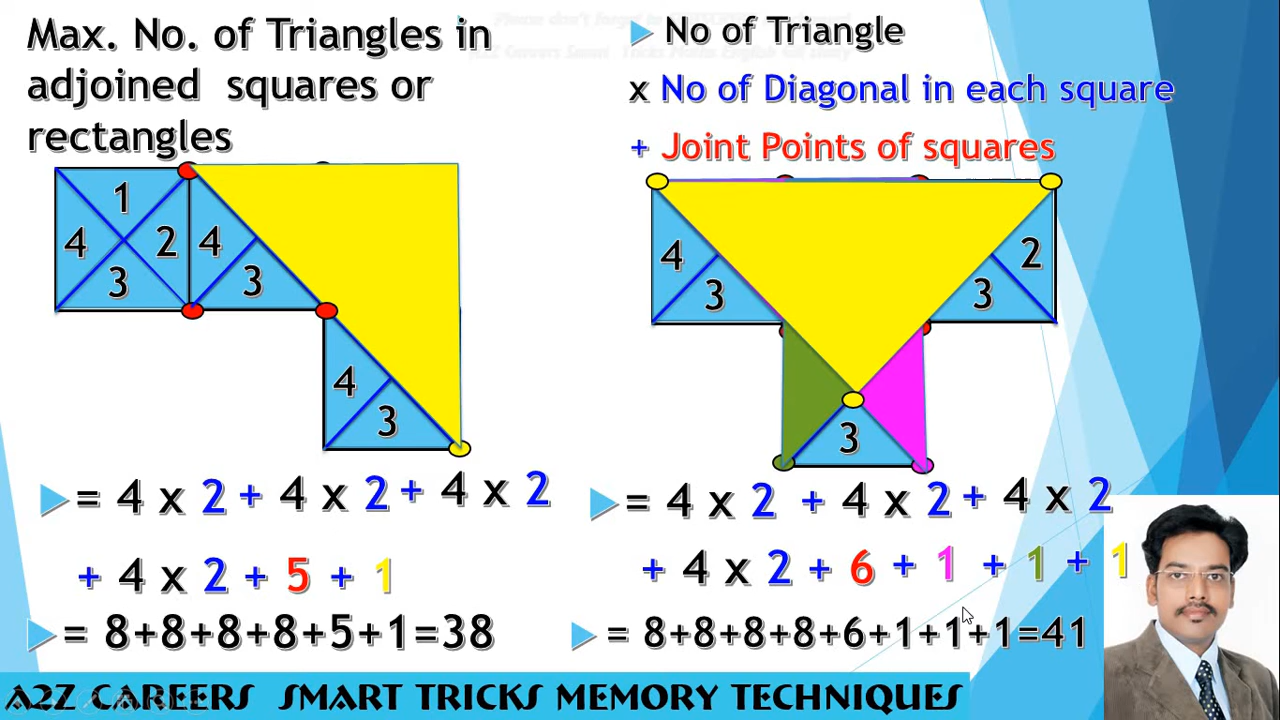 Max. No. of Triangles in
adjoined squares or
rectangles
No of Triangle
x No of Diagonal in each square
+ Joint Points of squares
1
4 2 4
3 3
4
3
4 2
3 3
3
= 4 x 2 + 4 x 2 + 4 x 2
+ 4 x 2 + 5 + 1
= 8+8+8+8+5+1=38
= 4 x 2 + 4 x 2 + 4 x 2
+ 4 x 2 + 6 + 1 + 1 + 1
= 8+8+8+8+6+1+1+1=41
A2Z CAREERS SMART TRICKS MEMORY TECHNIQUES